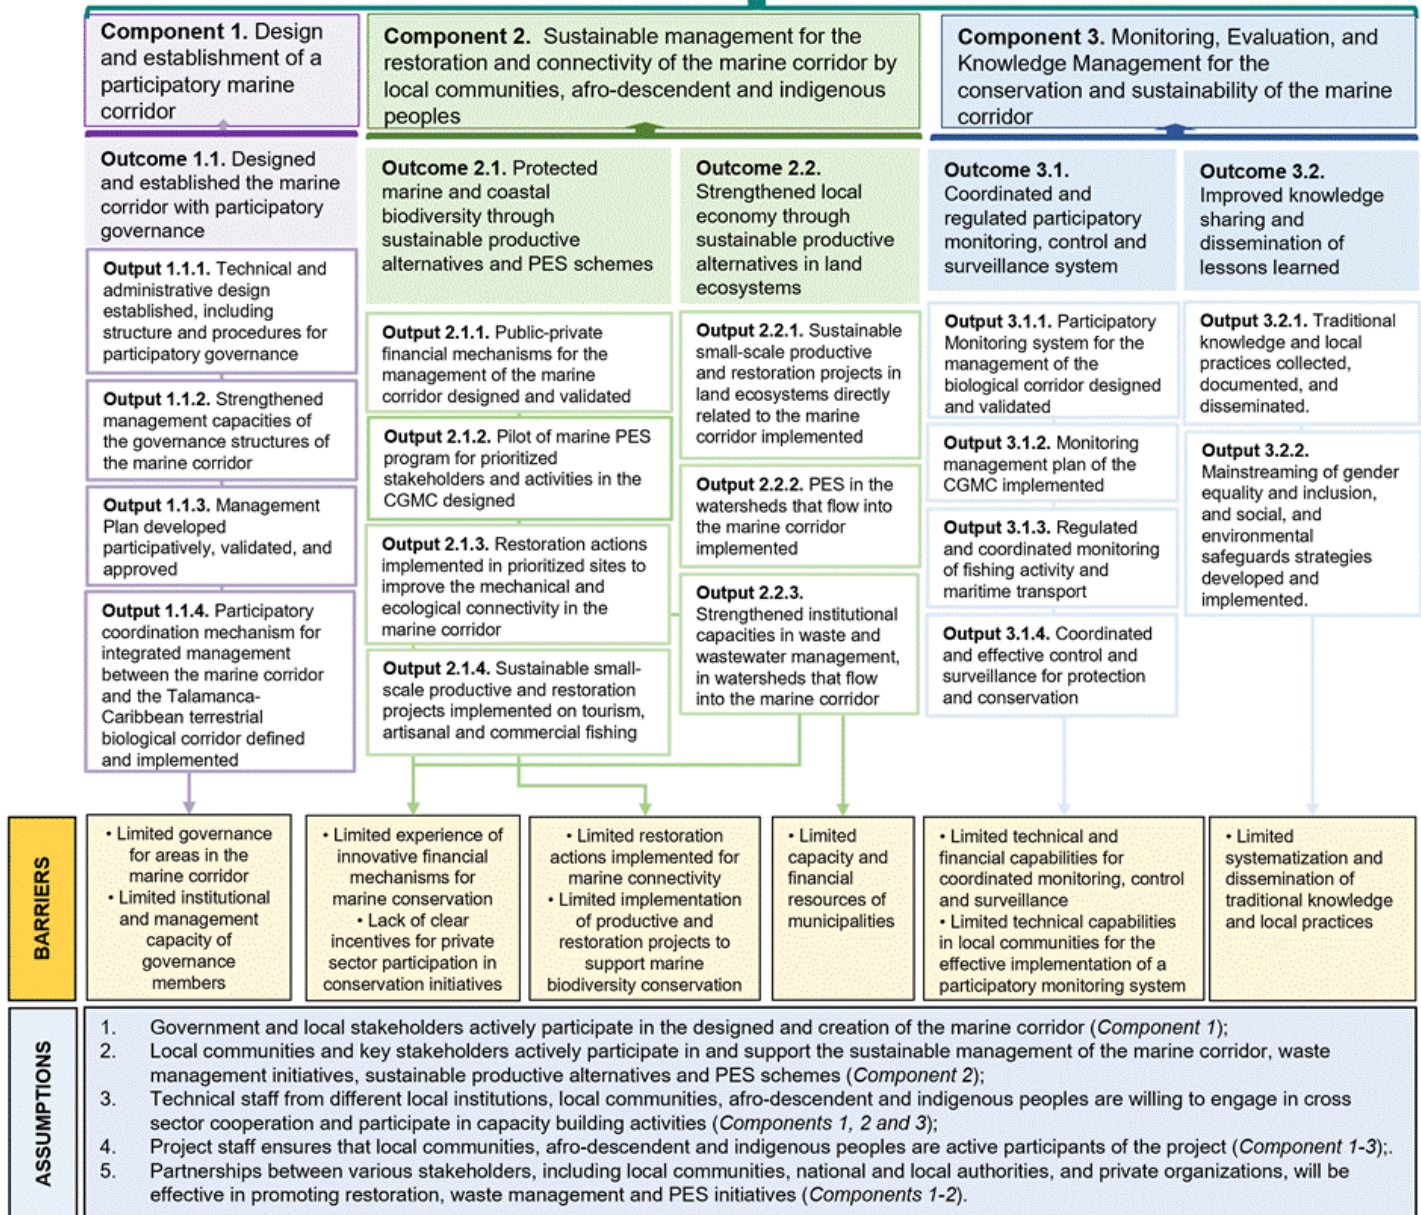 Component 1. Design
and establishment of a
participatory marine
corridor
Component 2. Sustainable management for the
restoration and connectivity of the marine corridor by
local communities, afro-descendent and indigenous
peoples
Component 3. Monitoring, Evaluation, and
Knowledge Management for the
conservation and sustainability of the marine
corridor
Outcome 1.1. Designed
and established the marine
corridor with participatory
governance
Output 1.1.1. Technical and
administrative design
established, including
structure and procedures for
participatory governance
Output 1.1.2. Strengthened
management capacities of
the governance structures of
the marine corridor
Output 1.1.3. Management
Plan developed
participatively, validated, and
approved
Output 1.1.4. Participatory
coordination mechanism for
integrated management
between the marine corridor
and the Talamanca-
Caribbean terrestrial
biological corridor defined
and implemented
Outcome 2.1. Protected
marine and coastal
biodiversity through
sustainable productive
alternatives and PES schemes
Output 2.1.1. Public-private
financial mechanisms for the
management of the marine
corridor designed and validated
Output 2.1.2. Pilot of marine PES
program for prioritized
stakeholders and activities in the
CGMC designed
Output 2.1.3. Restoration actions
implemented in prioritized sites to
improve the mechanical and
ecological connectivity in the
marine corridor
Output 2.1.4. Sustainable small-
scale productive and restoration
projects implemented on tourism,
artisanal and commercial fishing
Outcome 2.2.
Strengthened local
economy through
sustainable productive
alternatives in land
ecosystems
Output 2.2.1. Sustainable
small-scale productive
and restoration projects in
land ecosystems directly
related to the marine
corridor implemented
Output 2.2.2. PES in the
watersheds that flow into
the marine corridor
implemented
Output 2.2.3.
Strengthened institutional
capacities in waste and
wastewater management,
in watersheds that flow
into the marine corridor
Outcome 3.1.
Coordinated and
regulated participatory
monitoring, control and
surveillance system
Output 3.1.1. Participatory
Monitoring system for the
management of the
biological corridor designed
and validated
Output 3.1.2. Monitoring
management plan of the
CGMC implemented
Output 3.1.3. Regulated
and coordinated monitoring
of fishing activity and
maritime transport
Output 3.1.4. Coordinated
and effective control and
surveillance for protection
and conservation
Outcome 3.2.
Improved knowledge
sharing and
dissemination of
lessons learned
Output 3.2.1. Traditional
knowledge and local
practices collected,
documented, and
disseminated.
Output 3.2.2.
Mainstreaming of gender
equality and inclusion,
and social, and
environmental
safeguards strategies
developed and
implemented.
BARRIERS
• Limited governance
for areas in the
marine corridor
• Limited institutional
and management
capacity of
governance
members
• Limited experience of
innovative financial
mechanisms for
marine conservation
• Lack of clear
incentives for private
sector participation in
conservation initiatives
• Limited restoration
actions implemented for
marine connectivity
• Limited implementation
of productive and
restoration projects to
support marine
biodiversity conservation
• Limited
capacity and
financial
resources of
municipalities
• Limited technical and
financial capabilities for
coordinated monitoring, control
and surveillance
• Limited technical capabilities
in local communities for the
effective implementation of a
participatory monitoring system
• Limited
systematization and
dissemination of
traditional knowledge
and local practices
ASSUMPTIONS
1. Government and local stakeholders actively participate in the designed and creation of the marine corridor (Component 1);
2. Local communities and key stakeholders actively participate in and support the sustainable management of the marine corridor, waste
management initiatives, sustainable productive alternatives and PES schemes (Component 2);
3. Technical staff from different local institutions, local communities, afro-descendent and indigenous peoples are willing to engage in cross
sector cooperation and participate in capacity building activities (Components 1, 2 and 3);
4. Project staff ensures that local communities, afro-descendent and indigenous peoples are active participants of the project (Component 1-3);.
5. Partnerships between various stakeholders, including local communities, national and local authorities, and private organizations, will be
effective in promoting restoration, waste management and PES initiatives (Components 1-2).